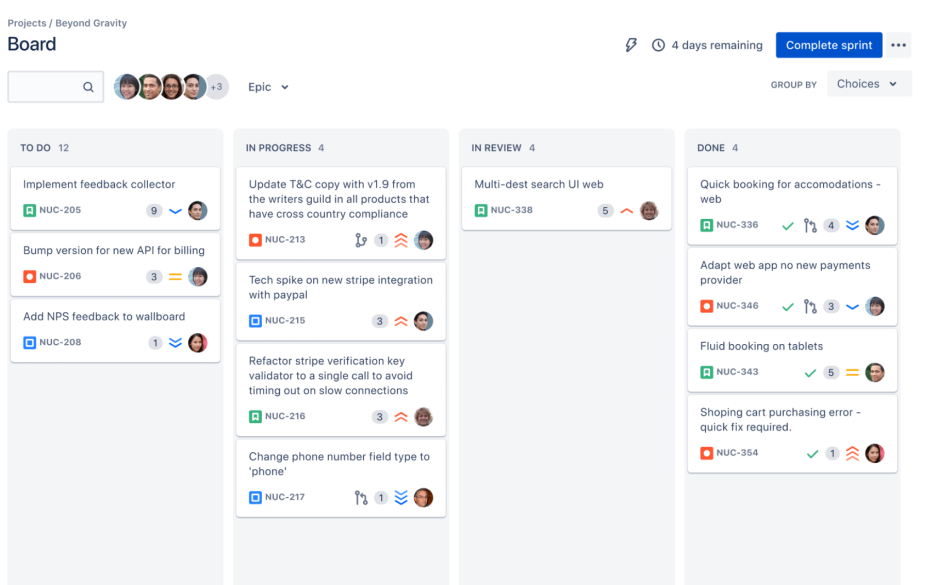 Projects / Beyond Gravity
Board
4 days remaining
Complete sprint
+3
Epic
GROUP BY
Choices
TO DO 12
Implement feedback collector
NUC-205
9
Bump version for new API for billing
NUC-206
3
Add NPS feedback to wallboard
NUC-208
1
IN PROGRESS 4
Update T&C copy with v1.9 from
the writers guild in all products that
have cross country compliance
NUC-213
1
Tech spike on new stripe integration
with paypal
NUC-215
3
Refactor stripe verification key
validator to a single call to avoid
timing out on slow connections
NUC-216
3
Change phone number field type to
'phone'
NUC-217
1
IN REVIEW 4
Multi-dest search UI web
NUC-338
5
DONE 4
Quick booking for accomodations -
web
NUC-336
4
Adapt web app no new payments
provider
NUC-346
3
Fluid booking on tablets
NUC-343
5
Shoping cart purchasing error -
quick fix required.
NUC-354
1